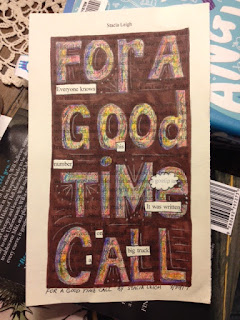 Stacia Leigh
FOR A
Everyone knows
GOOD
his
number
TIME
It was written
on
big truck
CALL
FOR A GOOD TIME CALL BY STACIA LEIGH